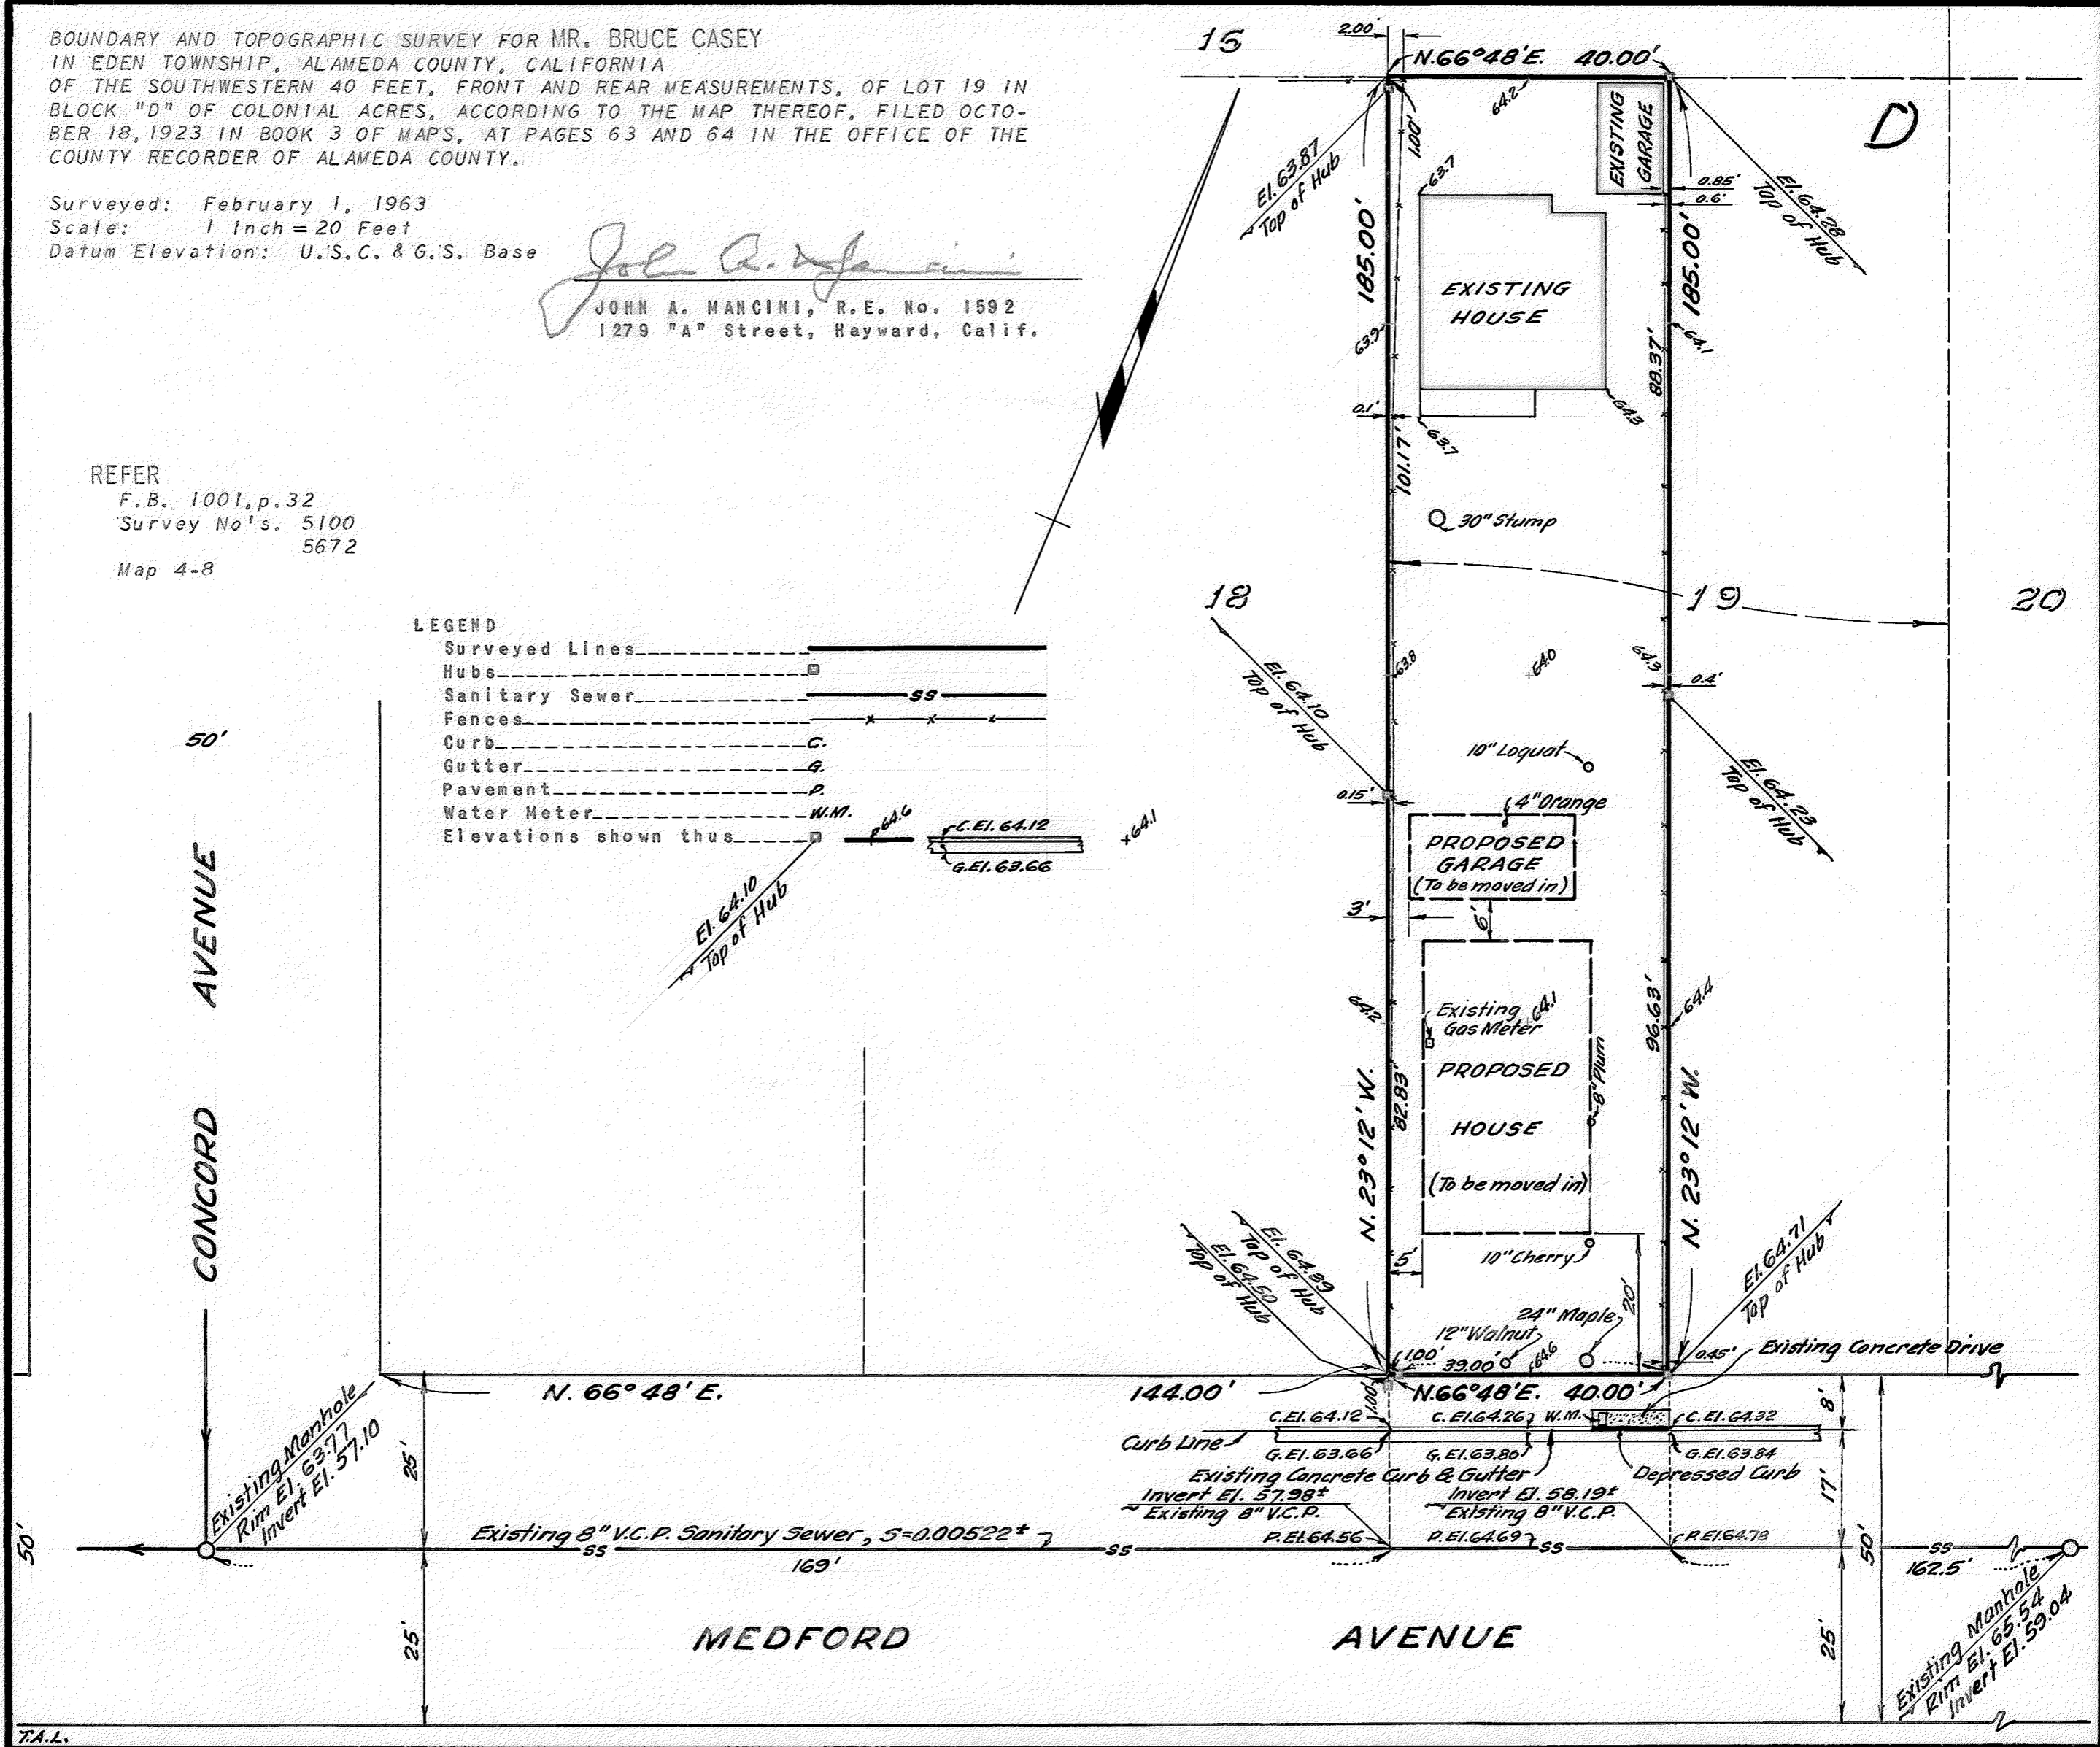 BOUNDARY AND TOPOGRAPHIC SURVEY FOR MR. BRUCE CASEY
IN EDEN TOWNSHIP, ALAMEDA COUNTY, CALIFORNIA
OF THE SOUTHWESTERN 40 FEET, FRONT AND REAR MEASUREMENTS, OF LOT 19 IN
BLOCK "D" OF COLONIAL ACRES, ACCORDING TO THE MAP THEREOF, FILED OCTO-
BER 18, 1923 IN BOOK 3 OF MAPS, AT PAGES 63 AND 64 IN THE OFFICE OF THE
COUNTY RECORDER OF ALAMEDA COUNTY.
Surveyed: February 1, 1963
Scale: 1 Inch = 20 Feet
Datum Elevation: U.S.C. & G.S. Base
John A. Mancini
JOHN A. MANCINI, R.E. No. 1592
1279 "A" Street, Hayward, Calif.
REFER
F.B. 1001, p. 32
Survey No's. 5100
5672
Map 4-8
LEGEND
Surveyed Lines
Hubs
Sanitary Sewer SS
Fences
Curb C.
Gutter G.
Pavement P.
Water Meter W.M.
Elevations shown thus
64.6
C.El. 64.12
G.El. 63.66
64.1
El. 64.10
Top of Hub
15
2.00'
N.66°48'E. 40.00'
D
64.2
EXISTING
GARAGE
1.00'
El. 63.87
Top of Hub
63.7
0.85'
0.6'
El. 64.28
Top of Hub
185.00'
185.00'
EXISTING
HOUSE
63.9
64.1
88.37'
0.1'
64.3
63.7
101.17'
30" Stump
18
19
20
63.8
64.0
64.3
0.4'
El. 64.10
Top of Hub
10" Loquat
El. 64.23
Top of Hub
0.15'
4" Orange
PROPOSED
GARAGE
(To be moved in)
3'
6'
64.2
Existing
Gas Meter
64.1
96.63'
64.4
PROPOSED
HOUSE
(To be moved in)
8" Plum
82.83'
N. 23° 12' W.
N. 23° 12' W.
5'
10" Cherry
20'
El. 64.39
Top of Hub
El. 64.50
Top of Hub
El. 64.71
Top of Hub
24" Maple
12" Walnut
1.00'
39.00'
64.6
0.45'
Existing Concrete Drive
50'
CONCORD AVENUE
N. 66° 48' E.
144.00'
N.66°48'E. 40.00'
1.00'
8'
C.El. 64.12
C.El. 64.26
W.M.
C.El. 64.32
Curb Line
G.El. 63.66
G.El. 63.80
G.El. 63.84
Existing Concrete Curb & Gutter
Depressed Curb
17'
25'
Existing Manhole
Rim El. 63.77
Invert El. 57.10
Invert El. 57.98±
Existing 8" V.C.P.
Invert El. 58.19±
Existing 8" V.C.P.
Existing 8" V.C.P. Sanitary Sewer, S=0.00522±
P.El. 64.56
P.El. 64.69
P.El. 64.78
SS
SS
SS
SS
169'
162.5'
50'
50'
Existing Manhole
Rim El. 65.54
Invert El. 59.04
25'
25'
MEDFORD AVENUE
T.A.L.